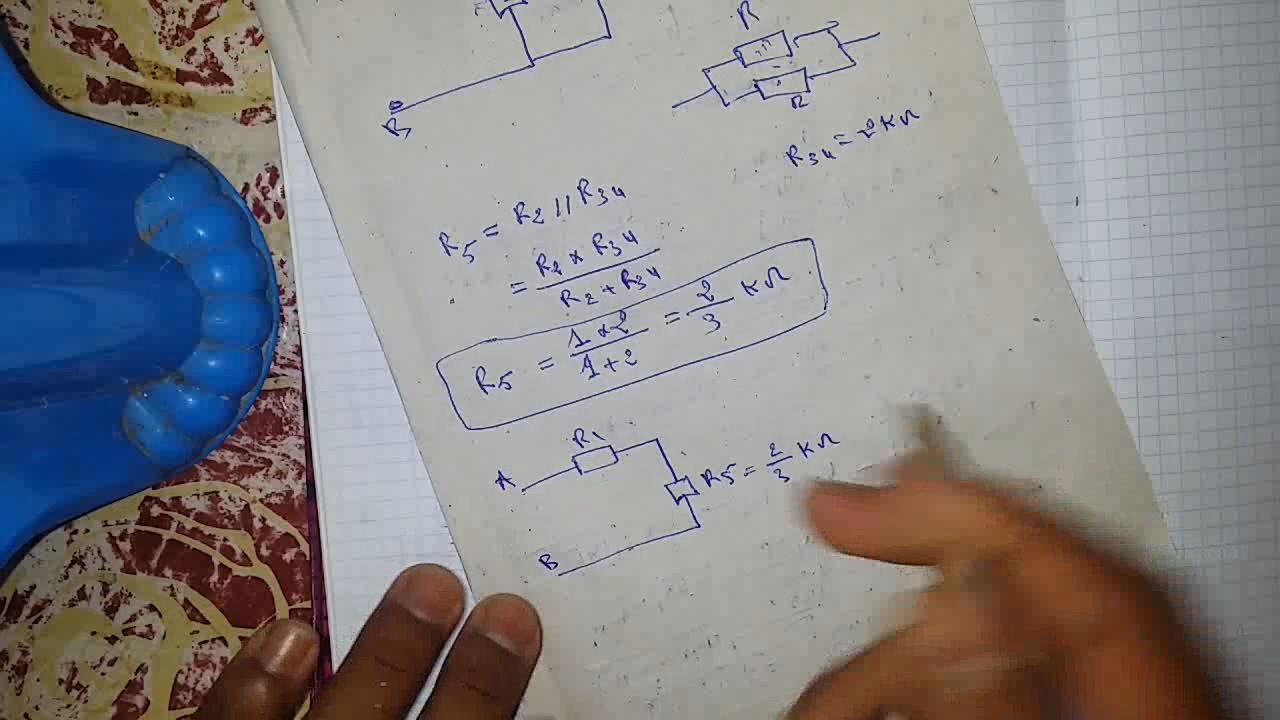 R
R
B
R34 = 2 KΩ
R5 = R2 // R34
= R2 × R34 / R2 + R34
R5 = 1×2 / 1+2 = 2/3 KΩ
R1
A
R5 = 2/3 KΩ
B